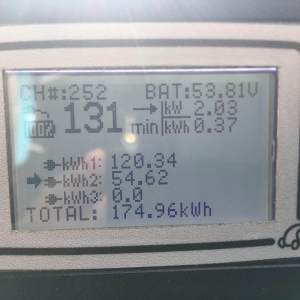 CH#:252 BAT:53.81V
100% 131 min kW 2.03
kWh 0.37
kWh1: 120.34
kWh2: 54.62
kWh3: 0.0
TOTAL: 174.96kWh